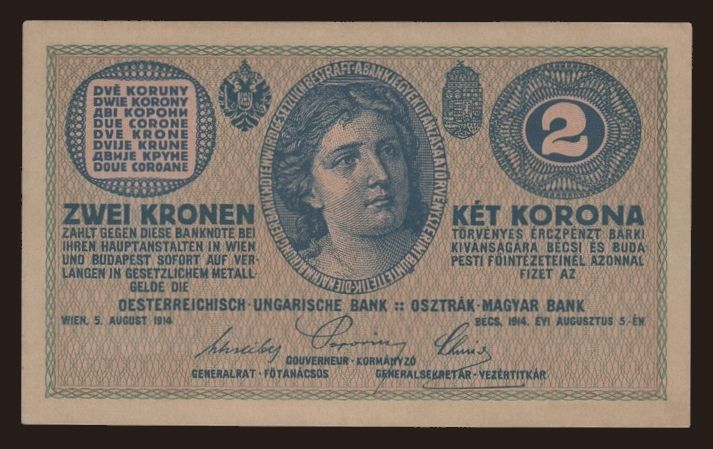 DVĚ KORUNY
DWIE KORONY
ДВІ КОРОНИ
DUE CORONE
DVE KRONE
DVIJE KRUNE
ДВИЈЕ КРУНЕ
DOUE COROANE
2
ZWEI KRONEN
ZAHLT GEGEN DIESE BANKNOTE BEI
IHREN HAUPTANSTALTEN IN WIEN
UND BUDAPEST SOFORT AUF VER-
LANGEN IN GESETZLICHEM METALL-
GELDE DIE
KÉT KORONA
TÖRVÉNYES ÉRCZPÉNZT BÁRKI
KIVÁNSÁGÁRA BÉCSI ÉS BUDA-
PESTI FŐINTÉZETEINÉL AZONNAL
FIZET AZ
OESTERREICHISCH-UNGARISCHE BANK :: OSZTRÁK-MAGYAR BANK
WIEN, 5. AUGUST 1914
BÉCS, 1914. ÉVI AUGUSZTUS 5-ÉN
GOUVERNEUR-KORMÁNYZÓ
GENERALRAT-FŐTANÁCSOS
GENERALSEKRETÄR-VEZÉRTITKÁR